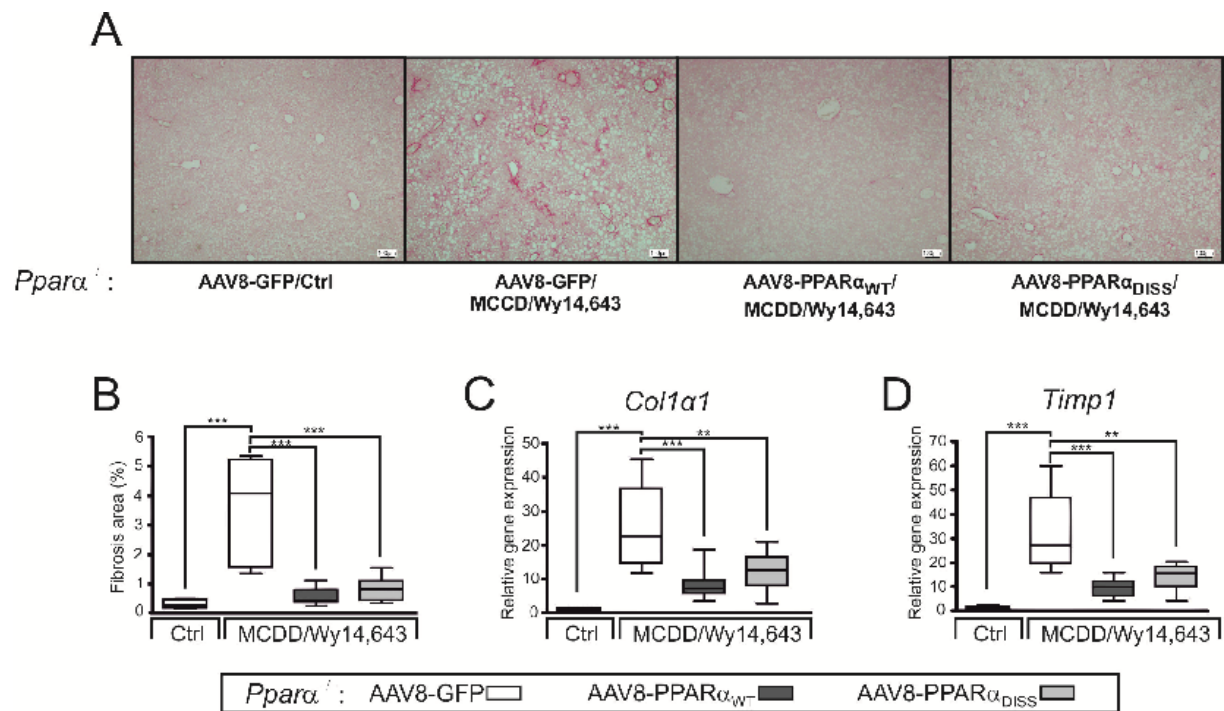 A
Pparα-/- :
AAV8-GFP/Ctrl
AAV8-GFP/
MCCD/Wy14,643
AAV8-PPARαWT/
MCDD/Wy14,643
AAV8-PPARαDISS/
MCDD/Wy14,643
B
Fibrosis area (%)
6
5
4
3
2
1
0
***
***
***
Ctrl
MCDD/Wy14,643
C
Col1α1
Relative gene expression
50
40
30
20
10
0
***
***
**
Ctrl
MCDD/Wy14,643
D
Timp1
Relative gene expression
70
60
50
40
30
20
10
0
***
***
**
Ctrl
MCDD/Wy14,643
Pparα-/- : AAV8-GFP AAV8-PPARαWT AAV8-PPARαDISS